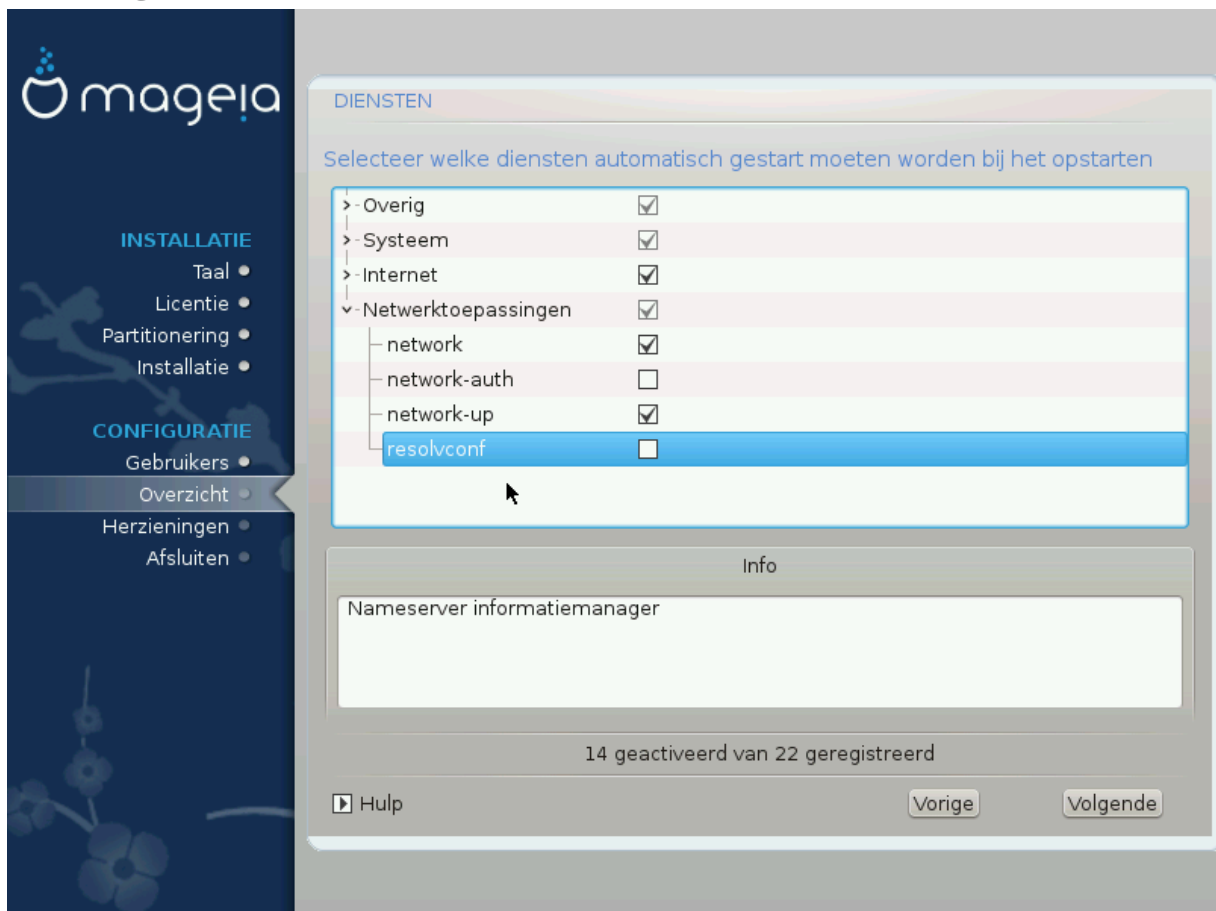 mageia
INSTALLATIE
Taal
Licentie
Partitionering
Installatie
CONFIGURATIE
Gebruikers
Overzicht
Herzieningen
Afsluiten
DIENSTEN
Selecteer welke diensten automatisch gestart moeten worden bij het opstarten
Overig
Systeem
Internet
Netwerktoepassingen
network
network-auth
network-up
resolvconf
Info
Nameserver informatiemanager
14 geactiveerd van 22 geregistreerd
Hulp
Vorige
Volgende